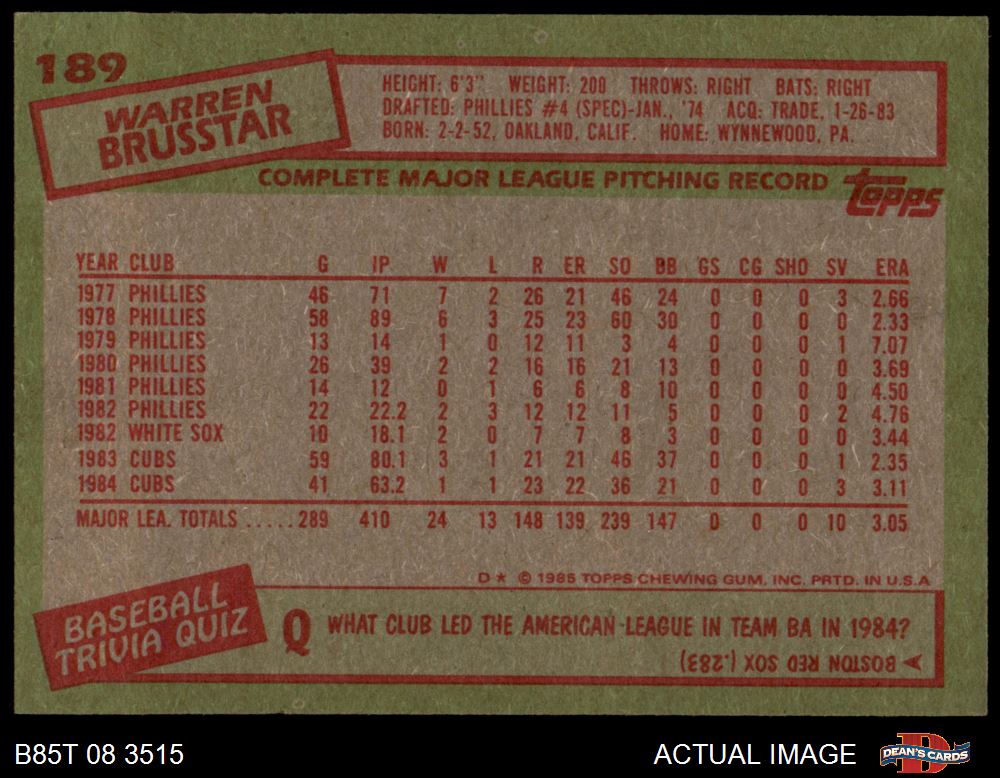 189
WARREN
BRUSSTAR
HEIGHT: 6'3" WEIGHT: 200 THROWS: RIGHT BATS: RIGHT
DRAFTED: PHILLIES #4 (SPEC)-JAN., '74 ACQ: TRADE, 1-26-83
BORN: 2-2-52, OAKLAND, CALIF. HOME: WYNNEWOOD, PA.
COMPLETE MAJOR LEAGUE PITCHING RECORD
topps
YEAR CLUB G IP W L R ER SO BB GS CG SHO SV ERA
1977 PHILLIES 46 71 7 2 26 21 46 24 0 0 0 3 2.66
1978 PHILLIES 58 89 6 3 25 23 60 30 0 0 0 0 2.33
1979 PHILLIES 13 14 1 0 12 11 3 4 0 0 0 1 7.07
1980 PHILLIES 26 39 2 2 16 16 21 13 0 0 0 0 3.69
1981 PHILLIES 14 12 0 1 6 6 8 10 0 0 0 0 4.50
1982 PHILLIES 22 22.2 2 3 12 12 11 5 0 0 0 2 4.76
1982 WHITE SOX 10 18.1 2 0 7 7 8 3 0 0 0 0 3.44
1983 CUBS 59 80.1 3 1 21 21 46 37 0 0 0 1 2.35
1984 CUBS 41 63.2 1 1 23 22 36 21 0 0 0 3 3.11
MAJOR LEA. TOTALS .....289 410 24 13 148 139 239 147 0 0 0 10 3.05
D★ © 1985 TOPPS CHEWING GUM, INC. PRTD. IN U.S.A
BASEBALL
TRIVIA QUIZ
Q WHAT CLUB LED THE AMERICAN LEAGUE IN TEAM BA IN 1984?
BOSTON RED SOX (.283)
B85T 08 3515
ACTUAL IMAGE
DEAN'S CARDS